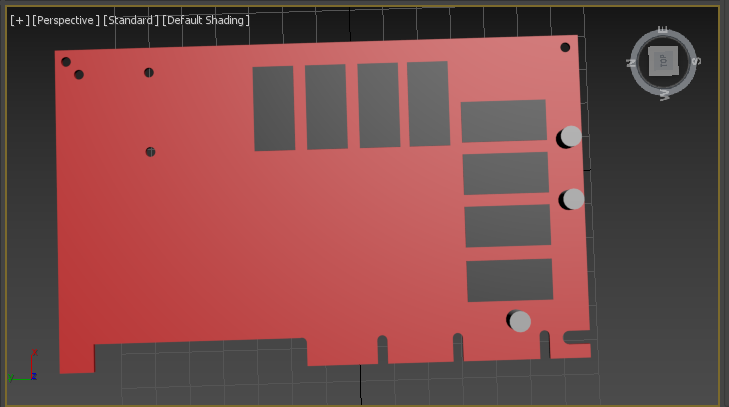 [+] [Perspective] [Standard] [Default Shading]
E
N
TOP
S
W
x
y
z